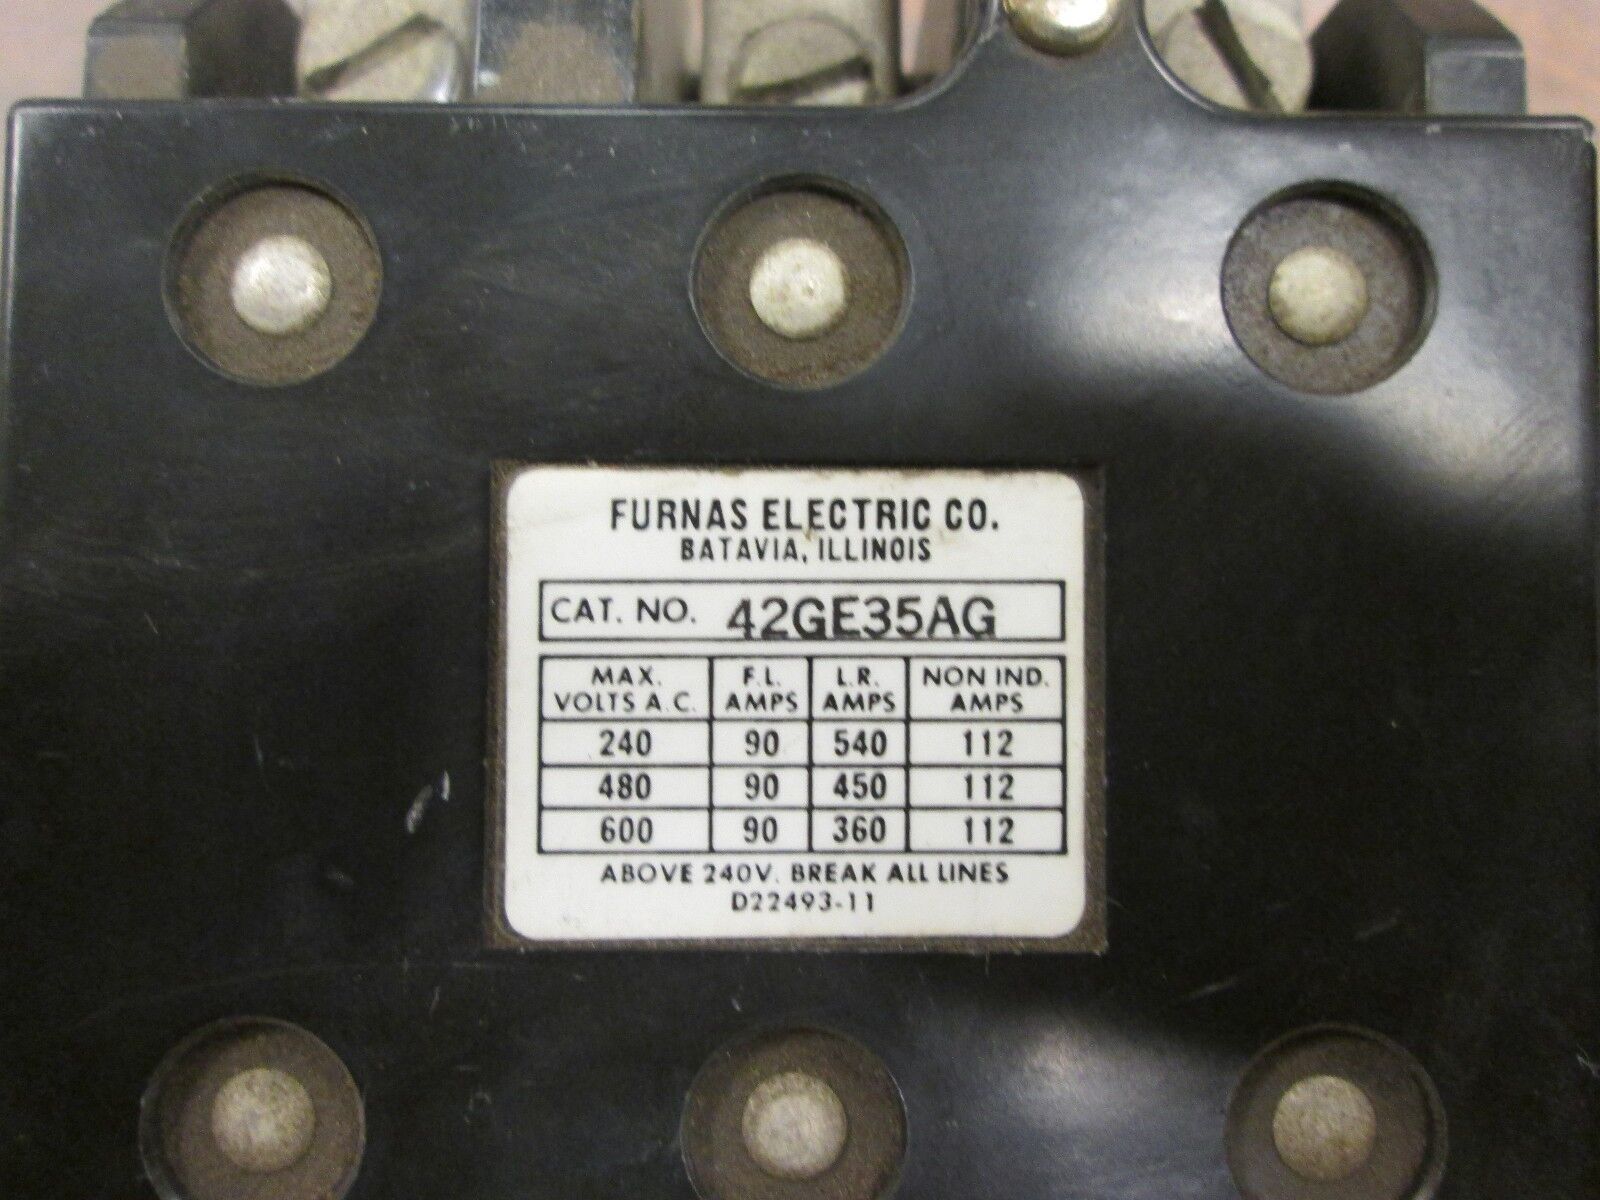 FURNAS ELECTRIC CO.
BATAVIA, ILLINOIS
CAT. NO. 42GE35AG
MAX. VOLTS A.C. F.L. AMPS L.R. AMPS NON IND. AMPS
240 90 540 112
480 90 450 112
600 90 360 112
ABOVE 240V. BREAK ALL LINES
D22493-11